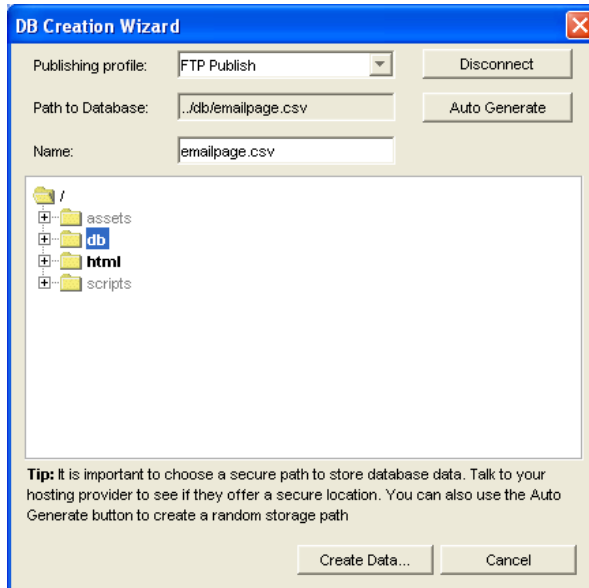 DB Creation Wizard
Publishing profile: FTP Publish Disconnect
Path to Database: ../db/emailpage.csv Auto Generate
Name: emailpage.csv
/
assets
db
html
scripts
Tip: It is important to choose a secure path to store database data. Talk to your
hosting provider to see if they offer a secure location. You can also use the Auto
Generate button to create a random storage path
Create Data... Cancel